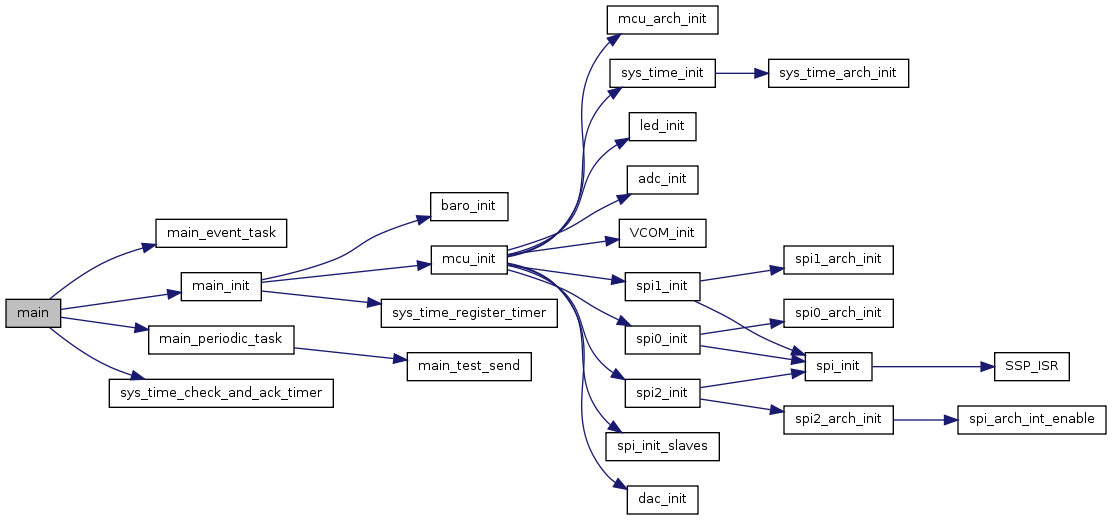 mcu_arch_init
sys_time_init
sys_time_arch_init
led_init
adc_init
baro_init
main_event_task
VCOM_init
mcu_init
spi1_arch_init
main_init
spi1_init
main
sys_time_register_timer
spi0_arch_init
main_periodic_task
spi0_init
main_test_send
spi_init
SSP_ISR
sys_time_check_and_ack_timer
spi2_init
spi2_arch_init
spi_arch_int_enable
spi_init_slaves
dac_init